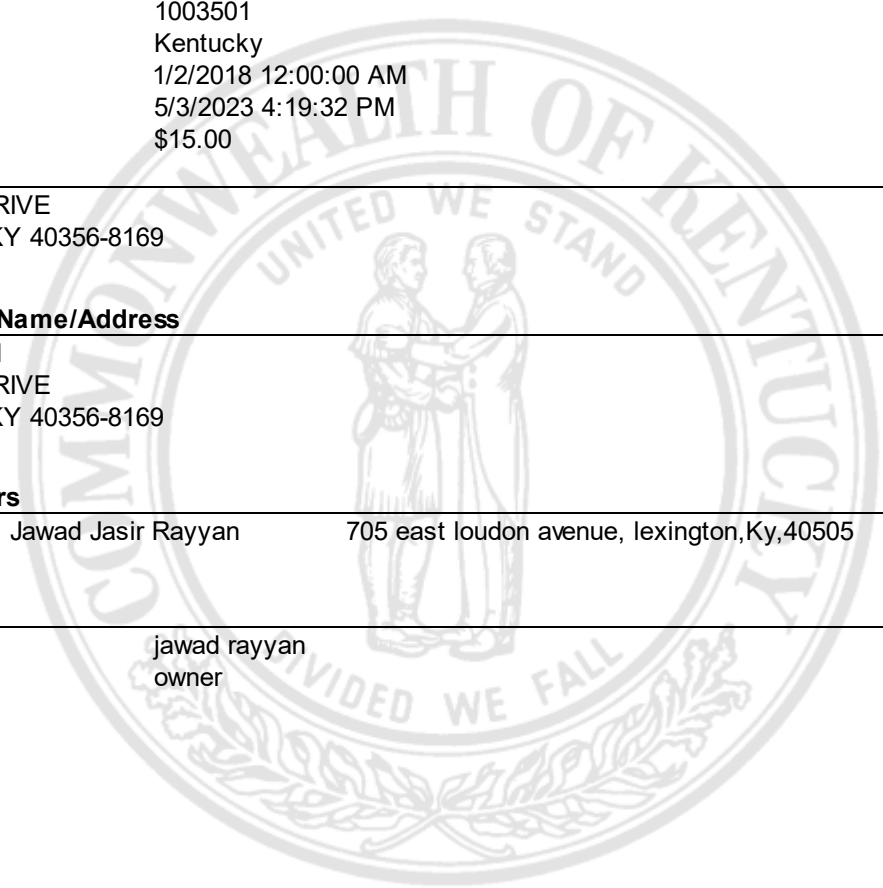 1003501
Kentucky
1/2/2018 12:00:00 AM
5/3/2023 4:19:32 PM
$15.00
RIVE
KY 40356-8169
Name/Address
RIVE
KY 40356-8169
rs
Jawad Jasir Rayyan 705 east loudon avenue, lexington,Ky,40505
jawad rayyan
owner
COMMONWEALTH OF KENTUCKY
UNITED WE STAND
DIVIDED WE FALL